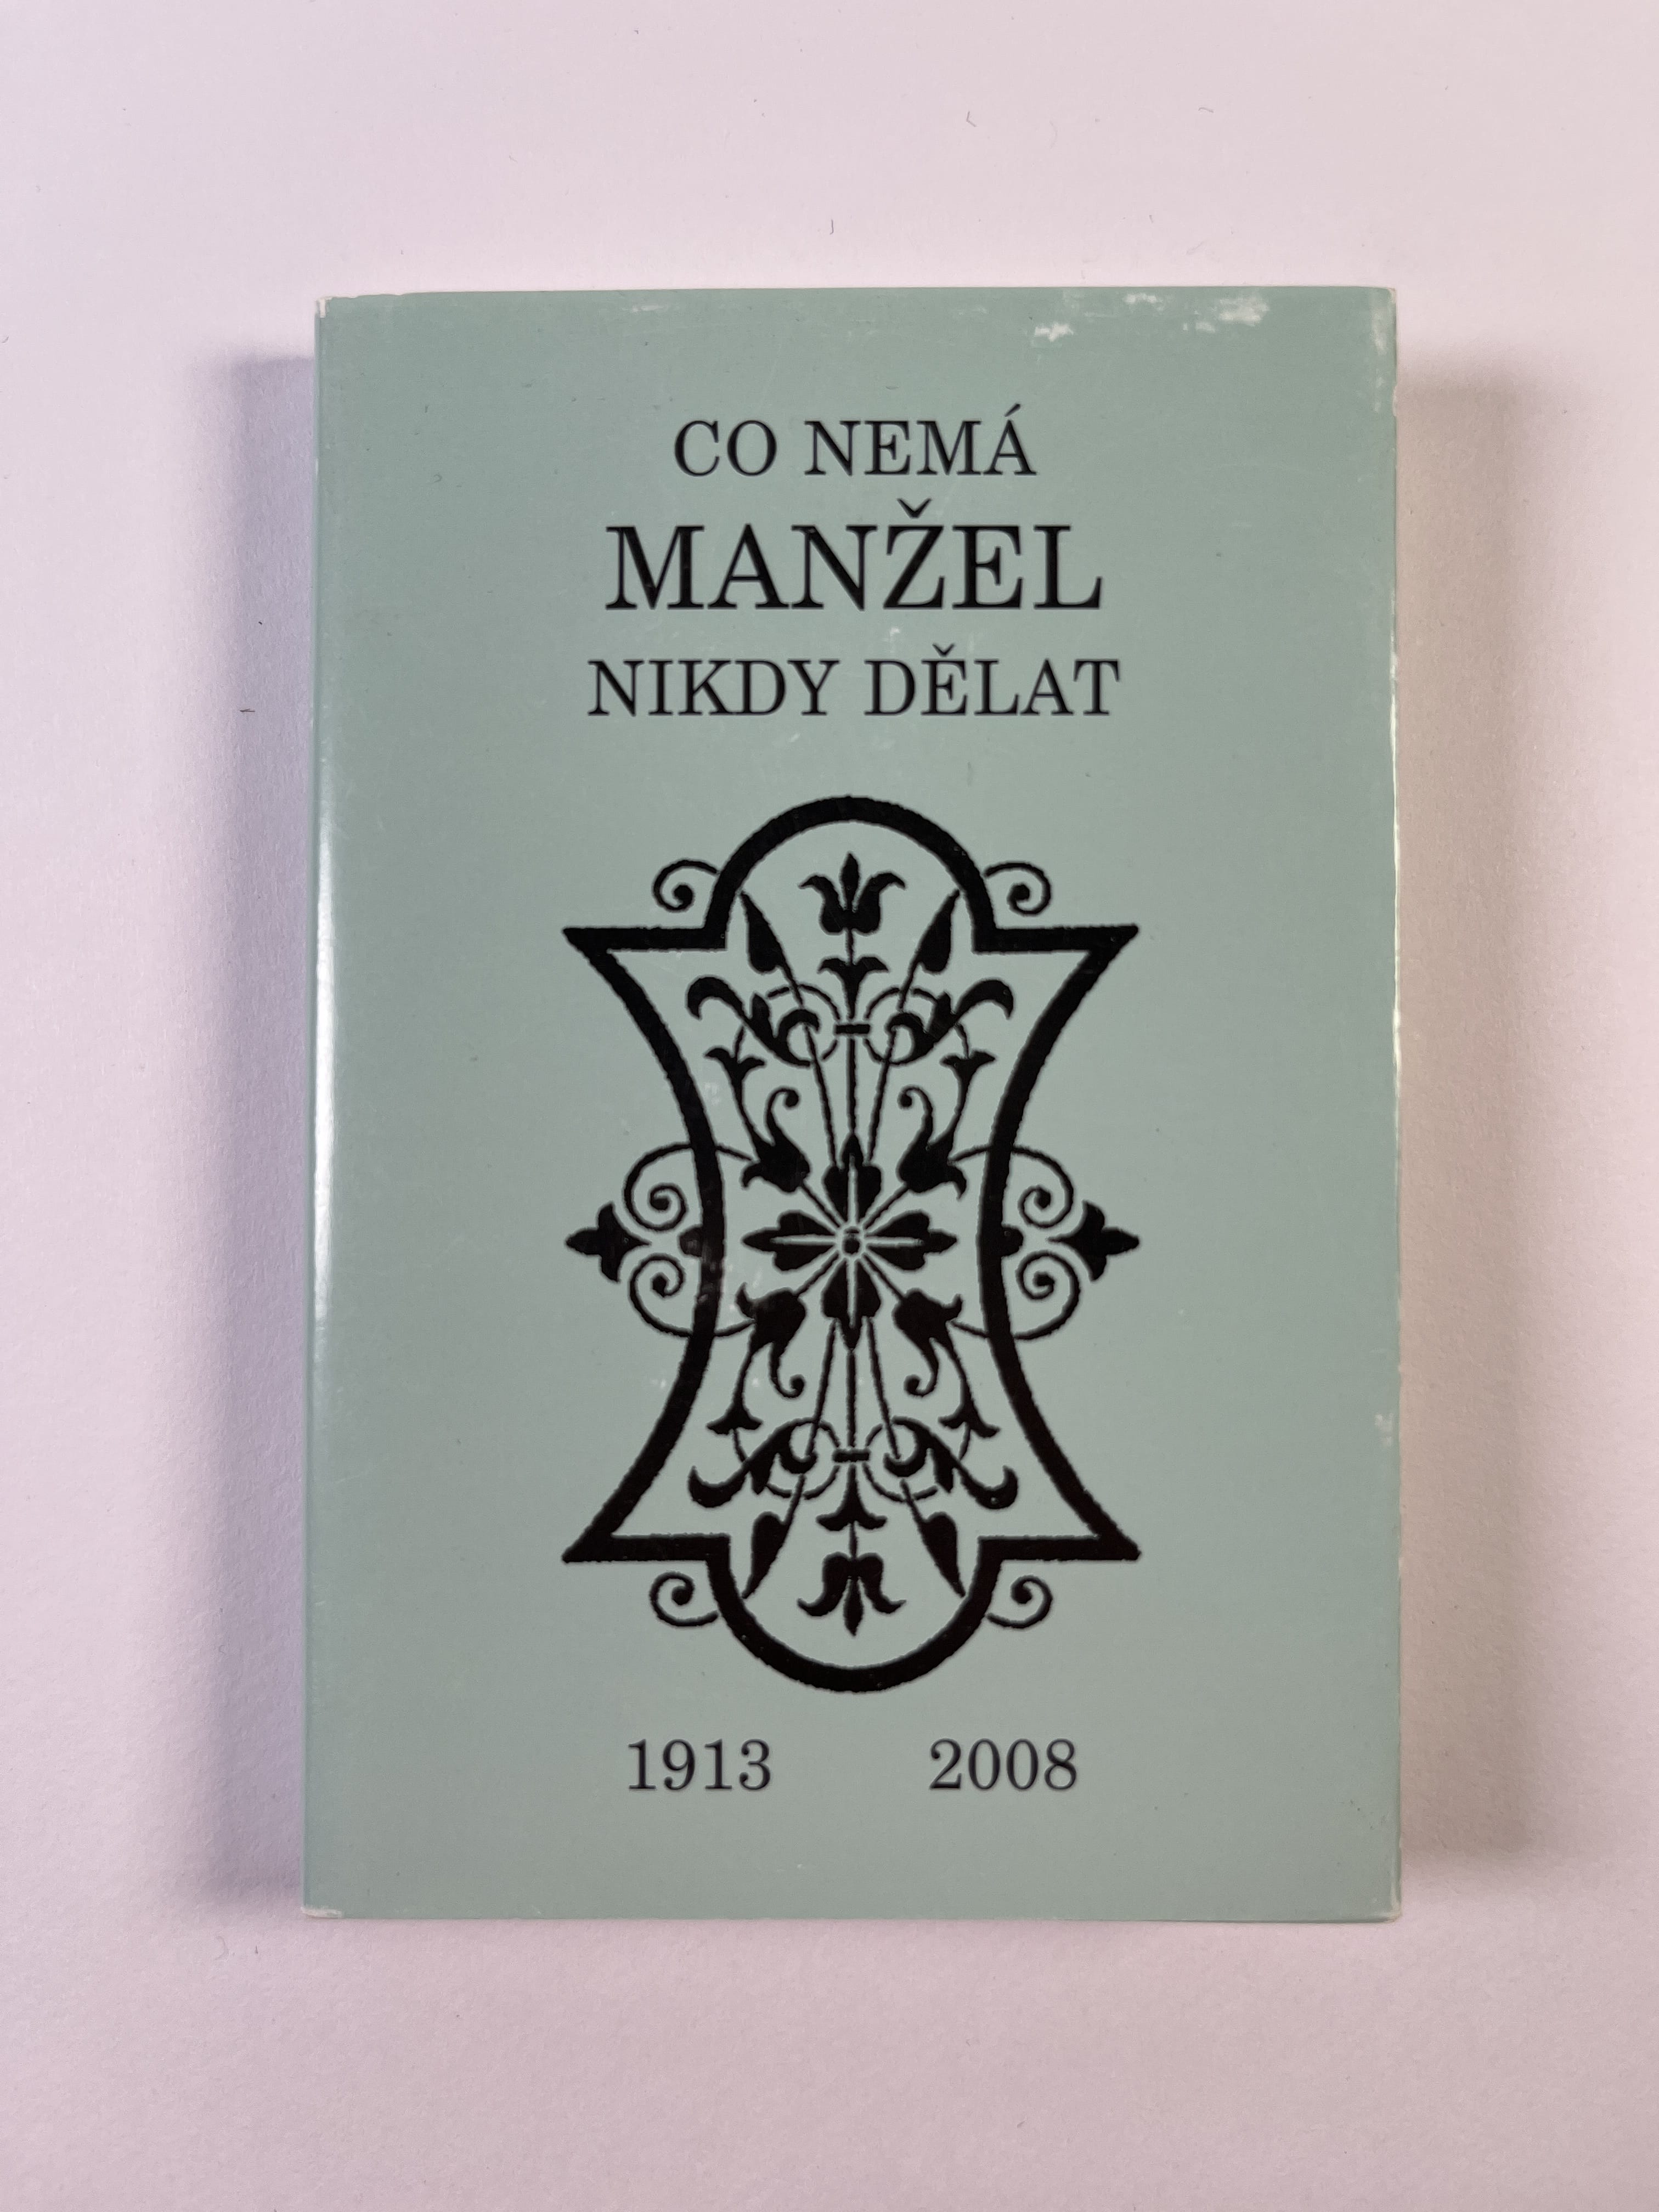 CO NEMÁ
MANŽEL
NIKDY DĚLAT
1913 2008